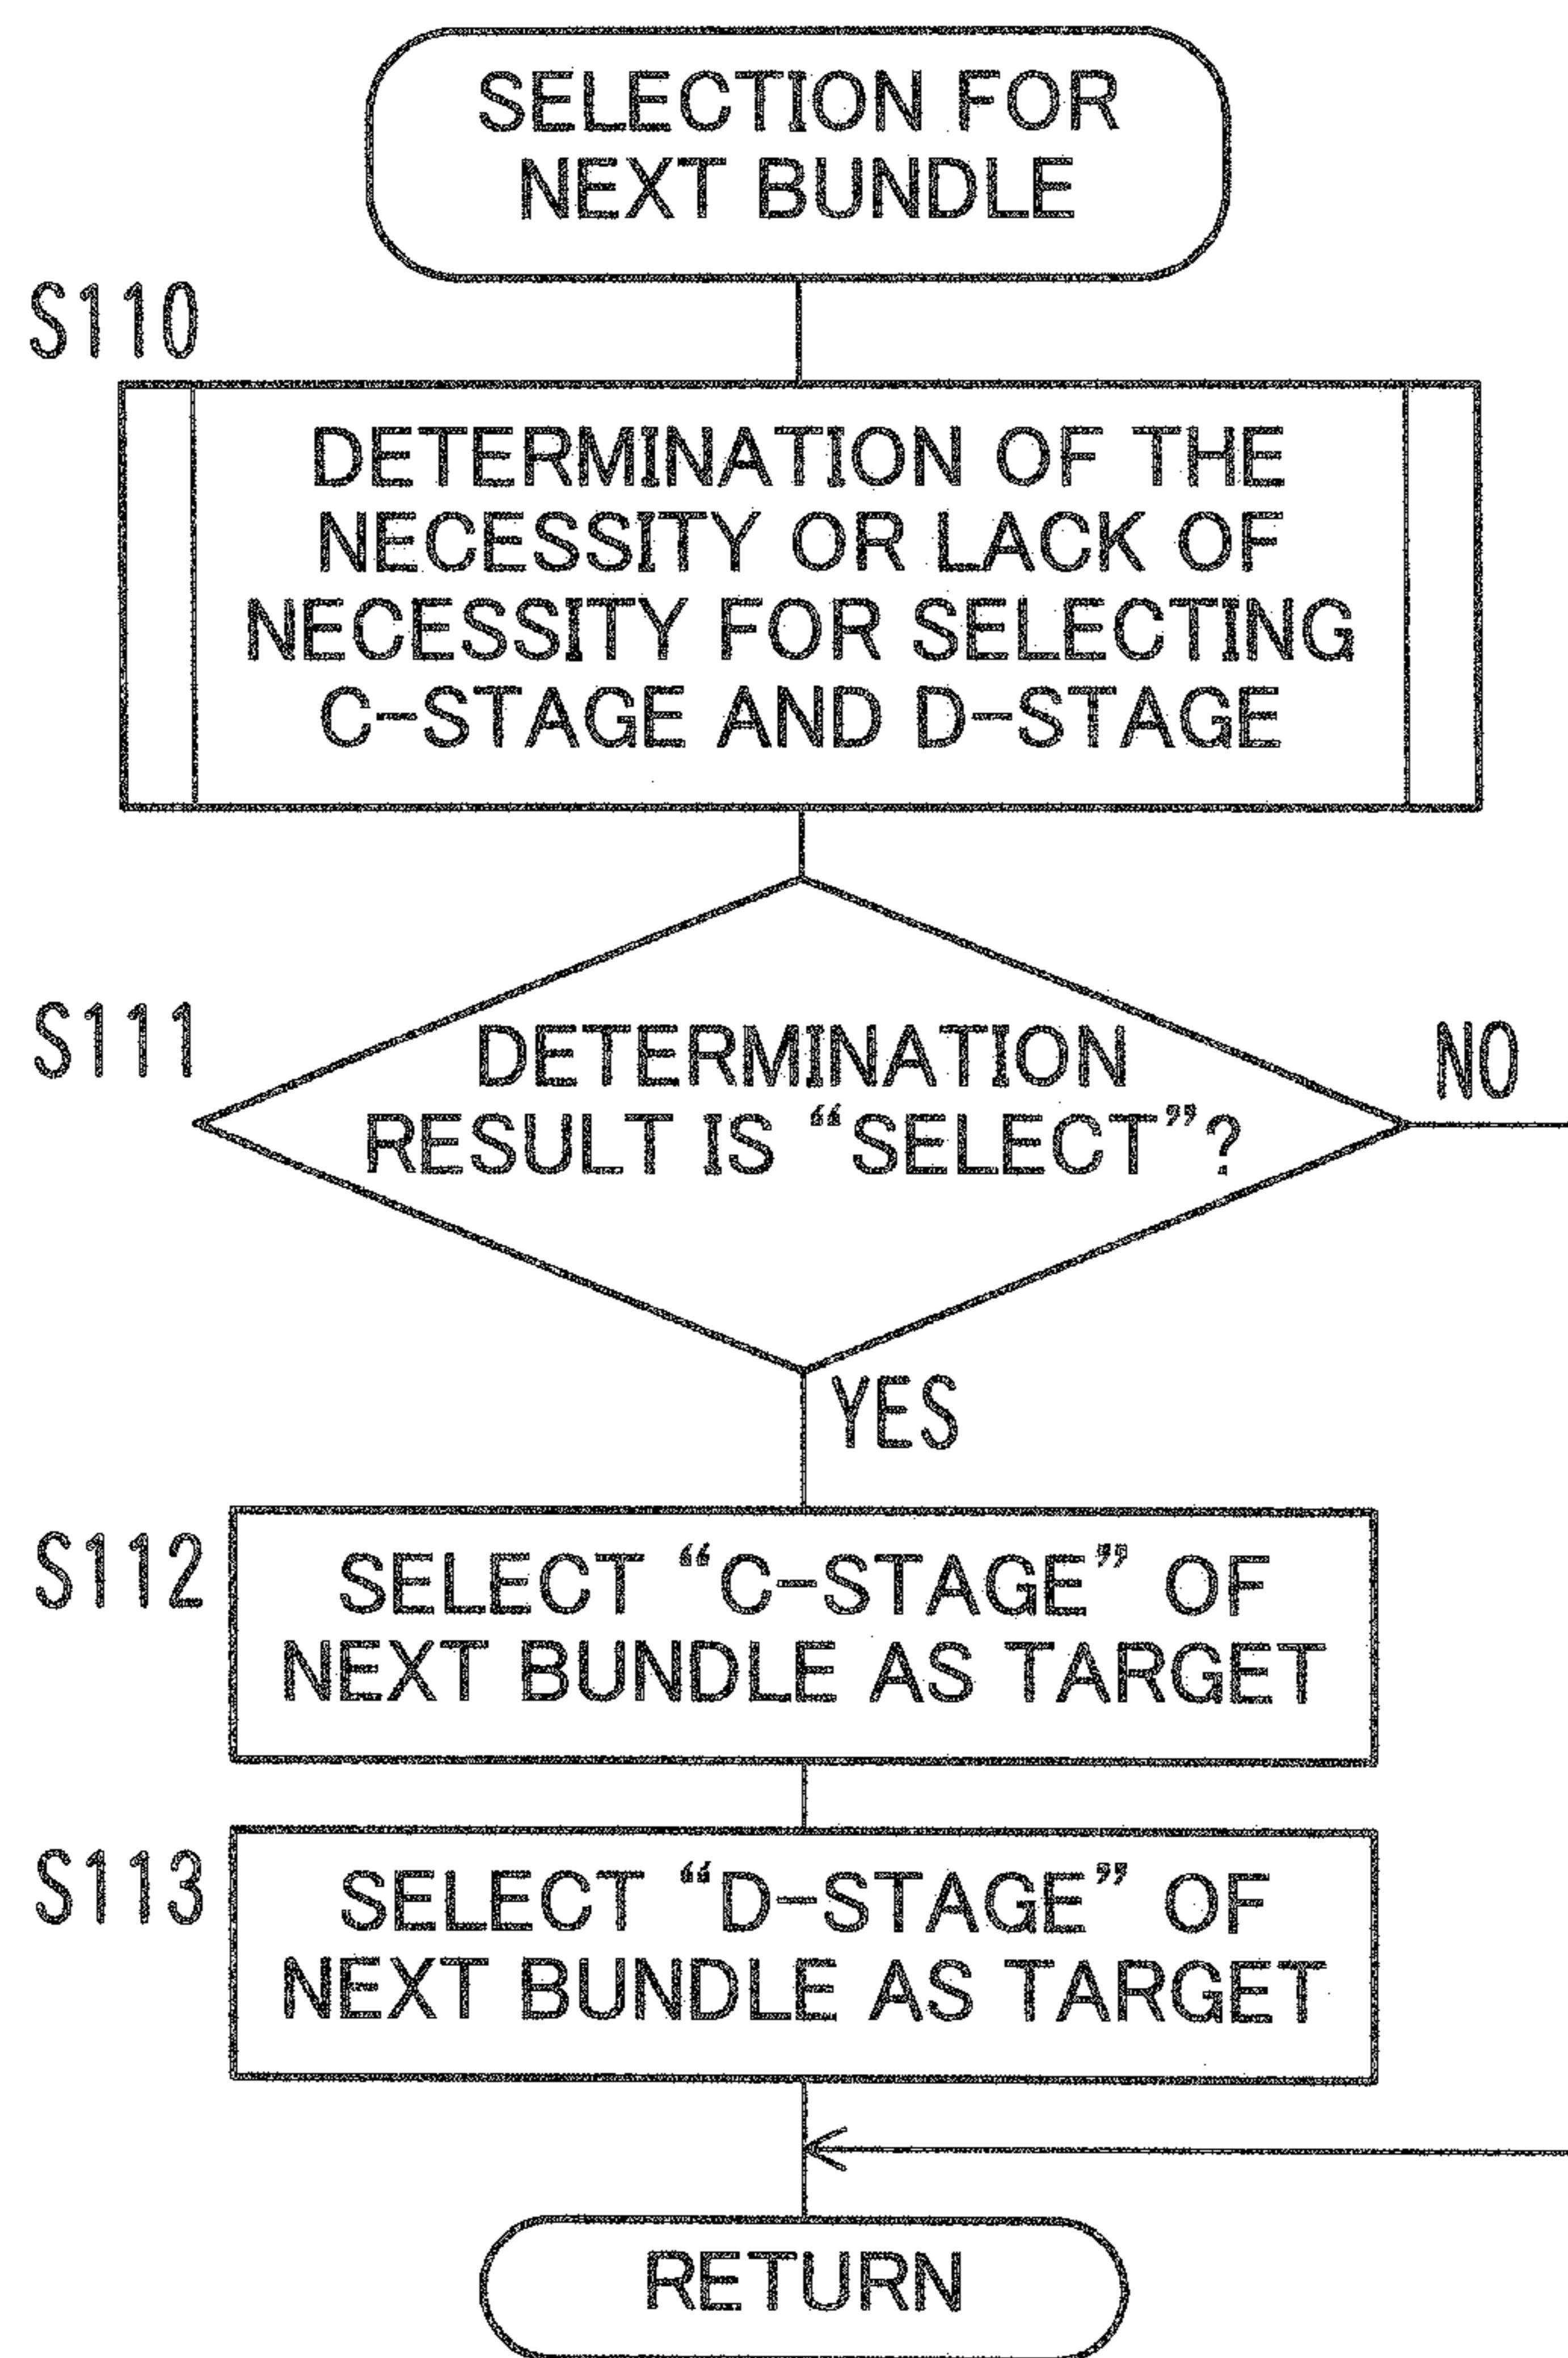 SELECTION FOR
NEXT BUNDLE
S110
DETERMINATION OF THE
NECESSITY OR LACK OF
NECESSITY FOR SELECTING
C-STAGE AND D-STAGE
S111
DETERMINATION
RESULT IS “SELECT”?
NO
YES
S112
SELECT “C-STAGE” OF
NEXT BUNDLE AS TARGET
S113
SELECT “D-STAGE” OF
NEXT BUNDLE AS TARGET
RETURN